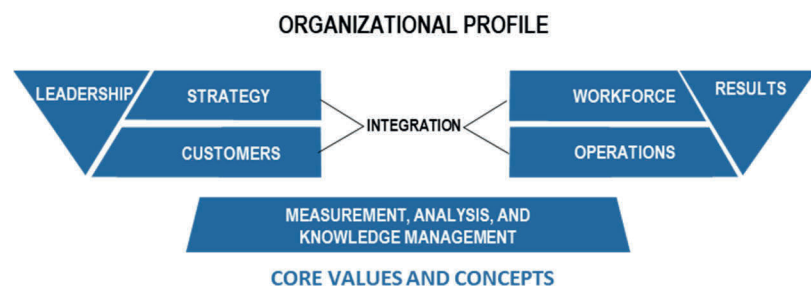 ORGANIZATIONAL PROFILE
LEADERSHIP
STRATEGY
CUSTOMERS
INTEGRATION
WORKFORCE
OPERATIONS
RESULTS
MEASUREMENT, ANALYSIS, AND
KNOWLEDGE MANAGEMENT
CORE VALUES AND CONCEPTS